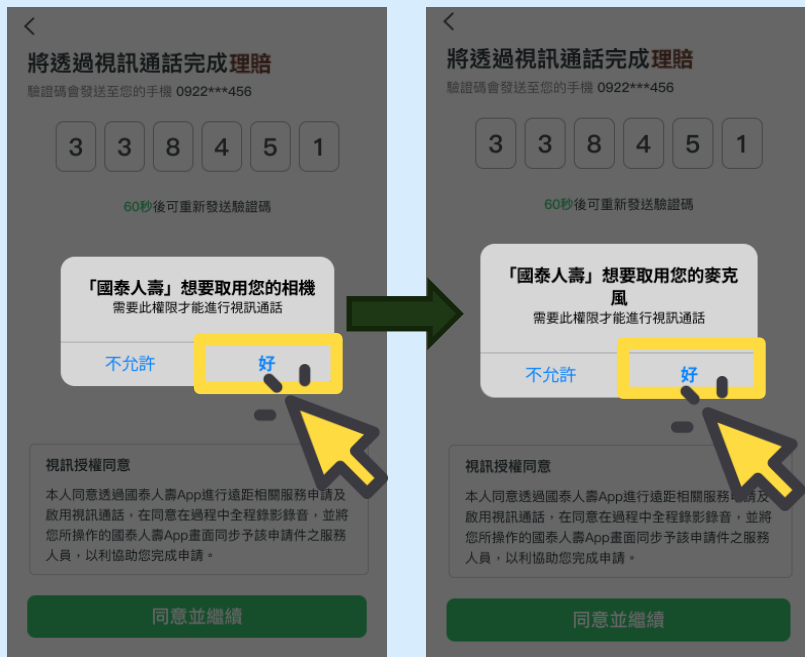 將透過視訊通話完成理賠
驗證碼會發送至您的手機 0922***456
3 3 8 4 5 1
60秒後可重新發送驗證碼
「國泰人壽」想要取用您的相機
需要此權限才能進行視訊通話
不允許 好
視訊授權同意
本人同意透過國泰人壽App進行遠距相關服務申請及
啟用視訊通話，在同意在過程中全程錄影錄音，並將
您所操作的國泰人壽App畫面同步予該申請件之服務
人員，以利協助您完成申請。
同意並繼續
將透過視訊通話完成理賠
驗證碼會發送至您的手機 0922***456
3 3 8 4 5 1
60秒後可重新發送驗證碼
「國泰人壽」想要取用您的麥克
風
需要此權限才能進行視訊通話
不允許 好
視訊授權同意
本人同意透過國泰人壽App進行遠距相關服務及
啟用視訊通話，在同意在過程中全程錄影錄音，並將
您所操作的國泰人壽App畫面同步予該申請件之服務
人員，以利協助您完成申請。
同意並繼續